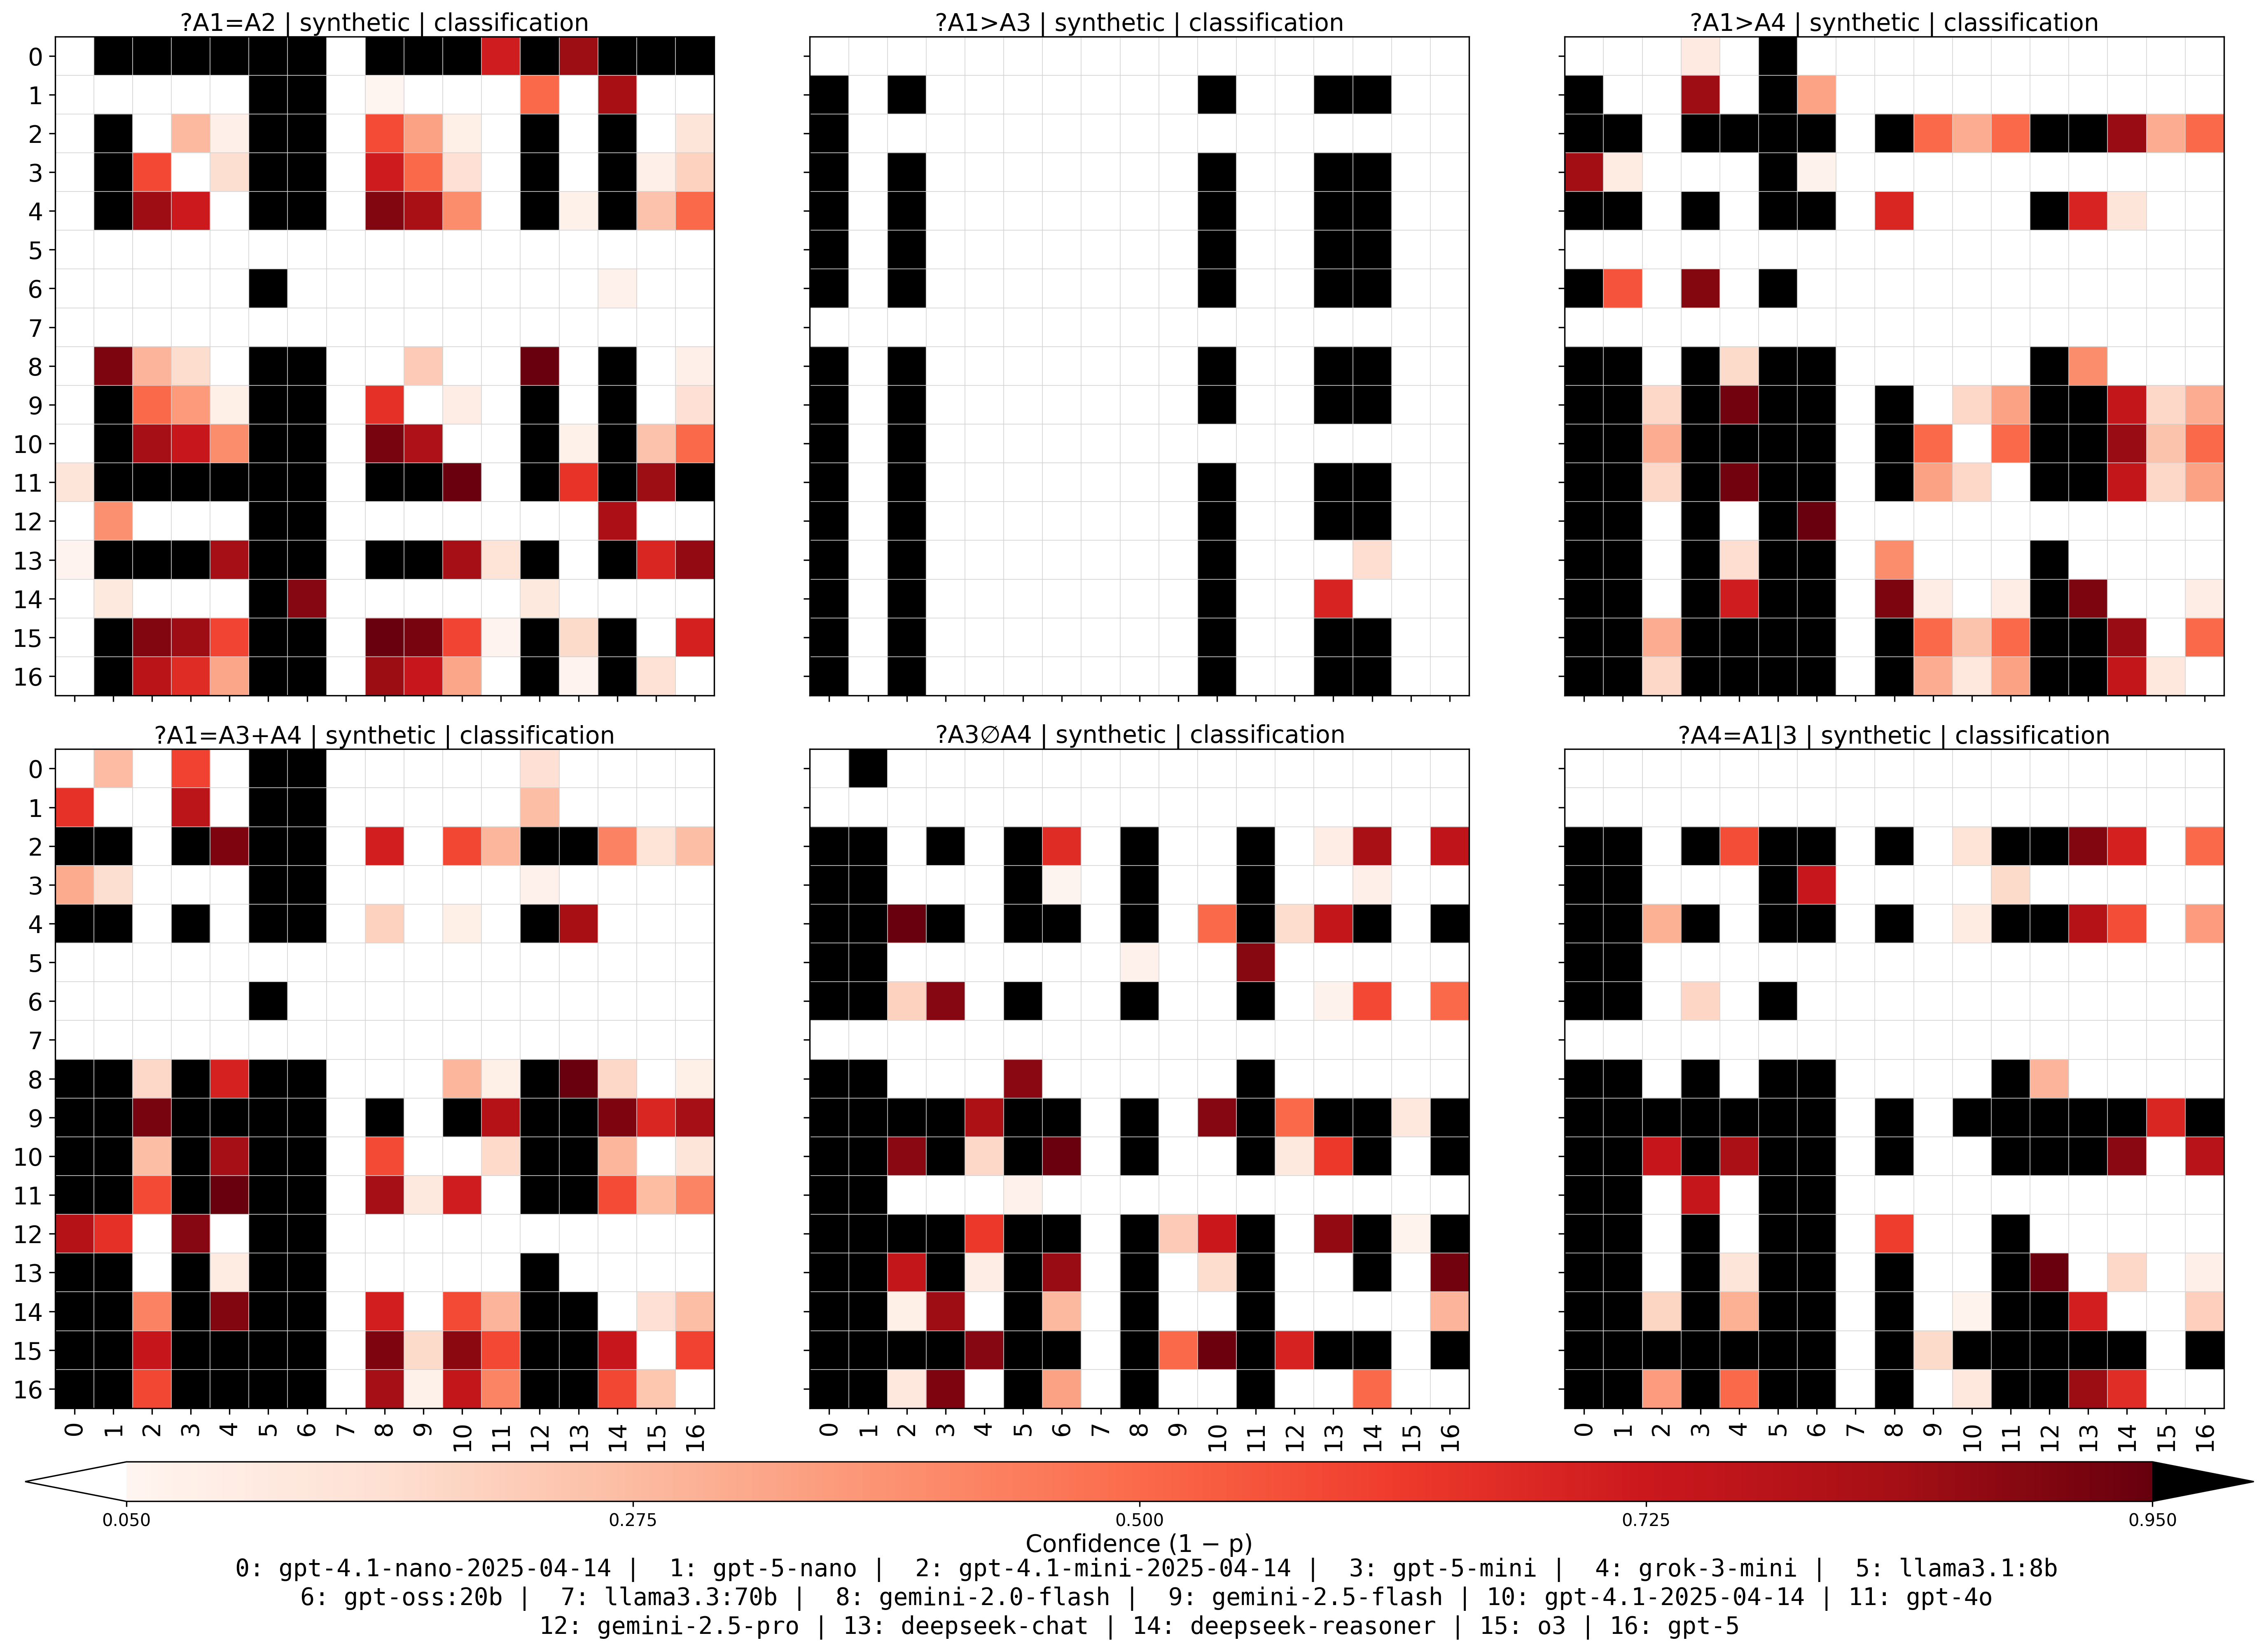 ?A1=A2 | synthetic | classification
?A1>A3 | synthetic | classification
?A1>A4 | synthetic | classification
0
1
2
3
4
5
6
7
8
9
10
11
12
13
14
15
16
?A1=A3+A4 | synthetic | classification
?A3∅A4 | synthetic | classification
?A4=A1|3 | synthetic | classification
0
1
2
3
4
5
6
7
8
9
10
11
12
13
14
15
16
0 1 2 3 4 5 6 7 8 9 10 11 12 13 14 15 16
0 1 2 3 4 5 6 7 8 9 10 11 12 13 14 15 16
0 1 2 3 4 5 6 7 8 9 10 11 12 13 14 15 16
0.050 0.275 0.500 0.725 0.950
Confidence (1 − p)
0: gpt-4.1-nano-2025-04-14 | 1: gpt-5-nano | 2: gpt-4.1-mini-2025-04-14 | 3: gpt-5-mini | 4: grok-3-mini | 5: llama3.1:8b
6: gpt-oss:20b | 7: llama3.3:70b | 8: gemini-2.0-flash | 9: gemini-2.5-flash | 10: gpt-4.1-2025-04-14 | 11: gpt-4o
12: gemini-2.5-pro | 13: deepseek-chat | 14: deepseek-reasoner | 15: o3 | 16: gpt-5